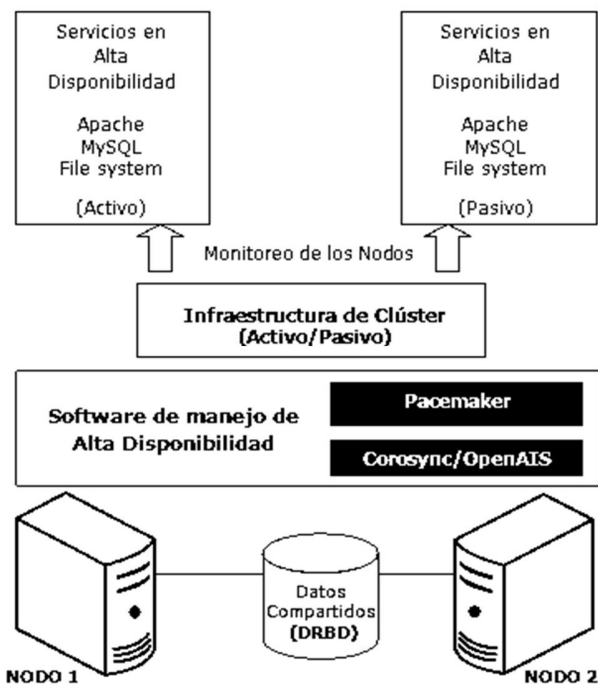 Servicios en
Alta
Disponibilidad
Apache
MySQL
File system
(Activo)
Servicios en
Alta
Disponibilidad
Apache
MySQL
File system
(Pasivo)
Monitoreo de los Nodos
Infraestructura de Clúster
(Activo/Pasivo)
Software de manejo de
Alta Disponibilidad
Pacemaker
Corosync/OpenAIS
Datos
Compartidos
(DRBD)
NODO 1
NODO 2